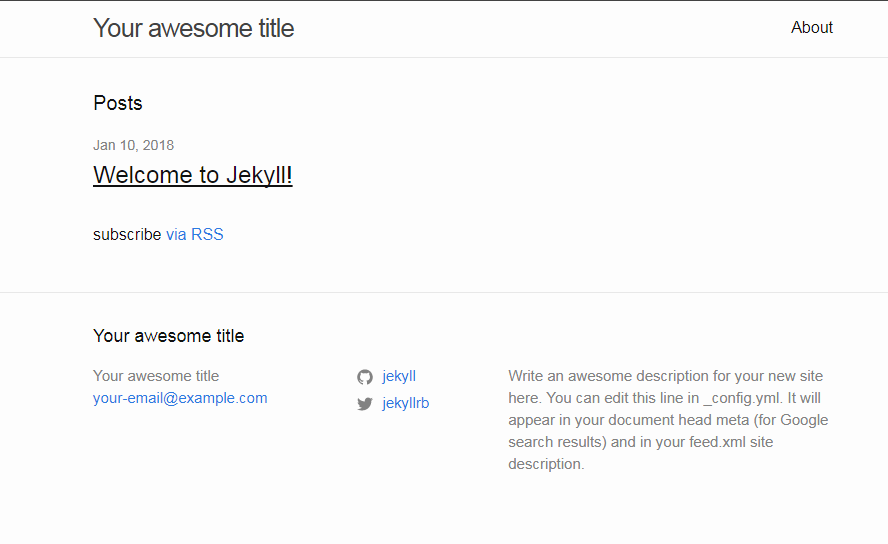 Your awesome title
About
Posts
Jan 10, 2018
Welcome to Jekyll!
subscribe via RSS
Your awesome title
Your awesome title
your-email@example.com
jekyll
jekyllrb
Write an awesome description for your new site
here. You can edit this line in _config.yml. It will
appear in your document head meta (for Google
search results) and in your feed.xml site
description.